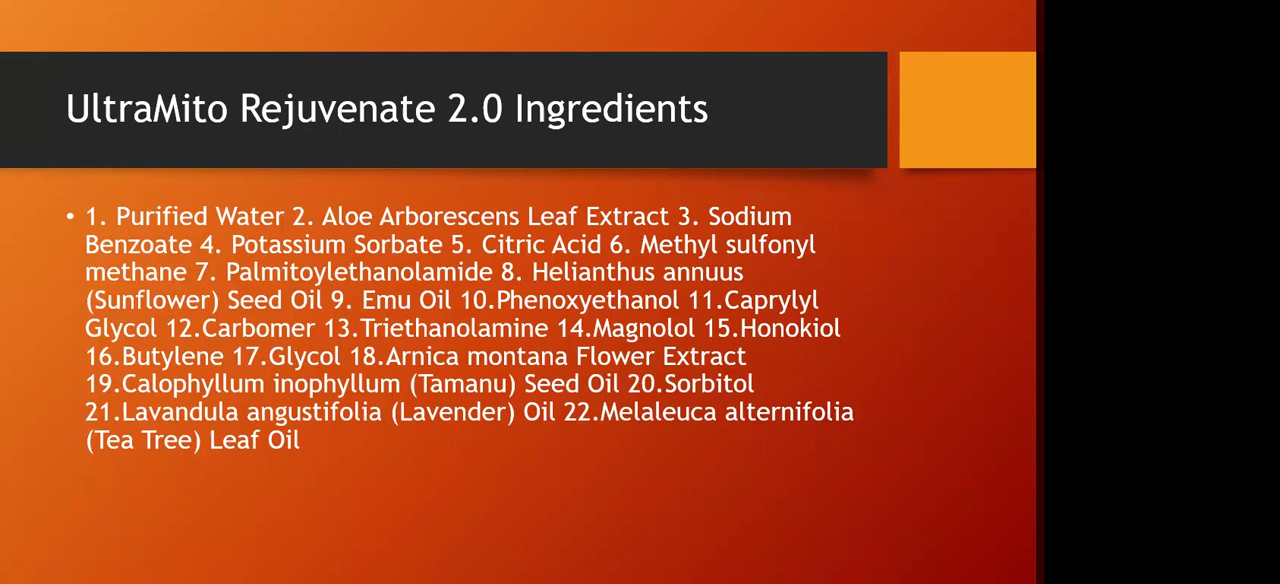 UltraMito Rejuvenate 2.0 Ingredients
• 1. Purified Water 2. Aloe Arborescens Leaf Extract 3. Sodium
Benzoate 4. Potassium Sorbate 5. Citric Acid 6. Methyl sulfonyl
methane 7. Palmitoylethanolamide 8. Helianthus annuus
(Sunflower) Seed Oil 9. Emu Oil 10.Phenoxyethanol 11.Caprylyl
Glycol 12.Carbomer 13.Triethanolamine 14.Magnolol 15.Honokiol
16.Butylene 17.Glycol 18.Arnica montana Flower Extract
19.Calophyllum inophyllum (Tamanu) Seed Oil 20.Sorbitol
21.Lavandula angustifolia (Lavender) Oil 22.Melaleuca alternifolia
(Tea Tree) Leaf Oil